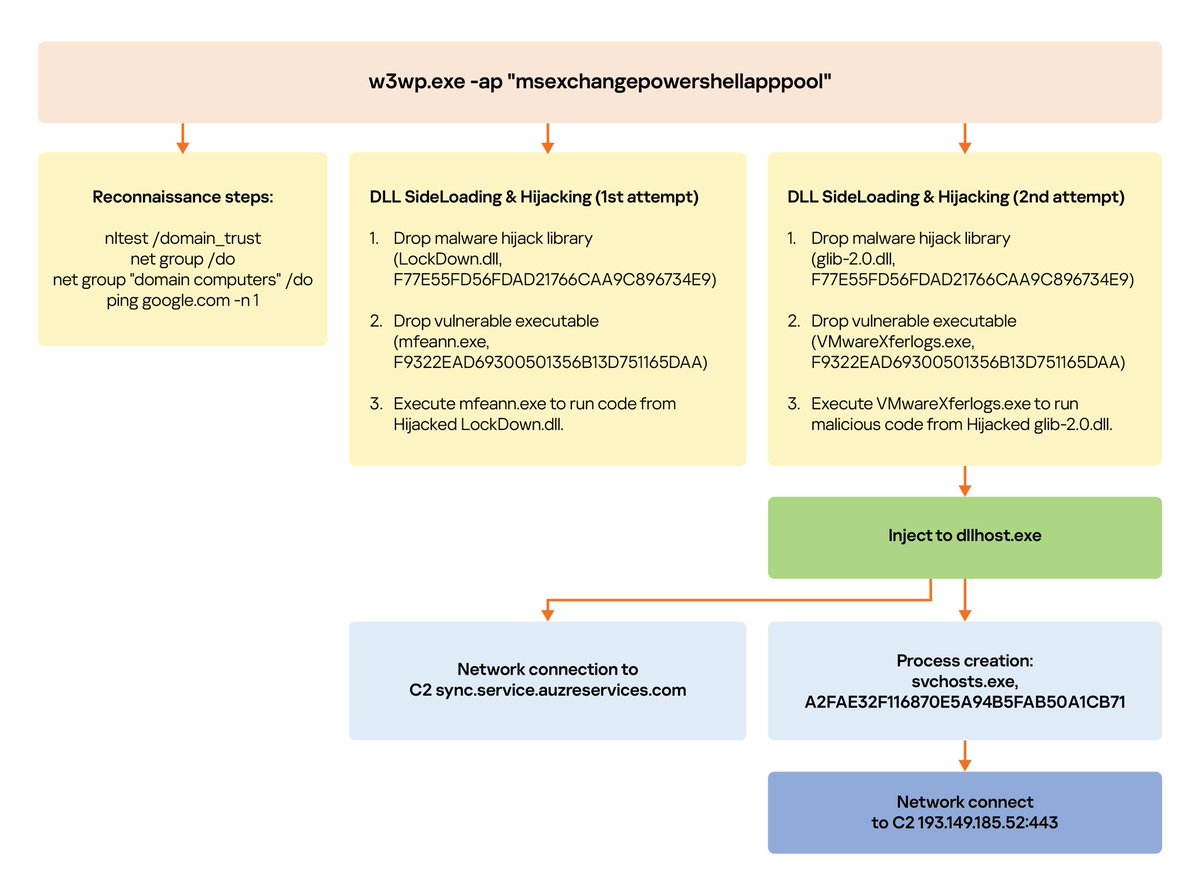 w3wp.exe -ap "msexchangepowershellapppool"
Reconnaissance steps:
nltest /domain_trust
net group /do
net group "domain computers" /do
ping google.com -n 1
DLL SideLoading & Hijacking (1st attempt)
1. Drop malware hijack library
(LockDown.dll,
F77E55FD56FDAD21766CAA9C896734E9)
2. Drop vulnerable executable
(mfeann.exe,
F9322EAD69300501356B13D751165DAA)
3. Execute mfeann.exe to run code from
Hijacked LockDown.dll.
DLL SideLoading & Hijacking (2nd attempt)
1. Drop malware hijack library
(glib-2.0.dll,
F77E55FD56FDAD21766CAA9C896734E9)
2. Drop vulnerable executable
(VMwareXferlogs.exe,
F9322EAD69300501356B13D751165DAA)
3. Execute VMwareXferlogs.exe to run
malicious code from Hijacked glib-2.0.dll.
Inject to dllhost.exe
Network connection to
C2 sync.service.auzreservices.com
Process creation:
svchosts.exe,
A2FAE32F116870E5A94B5FAB50A1CB71
Network connect
to C2 193.149.185.52:443